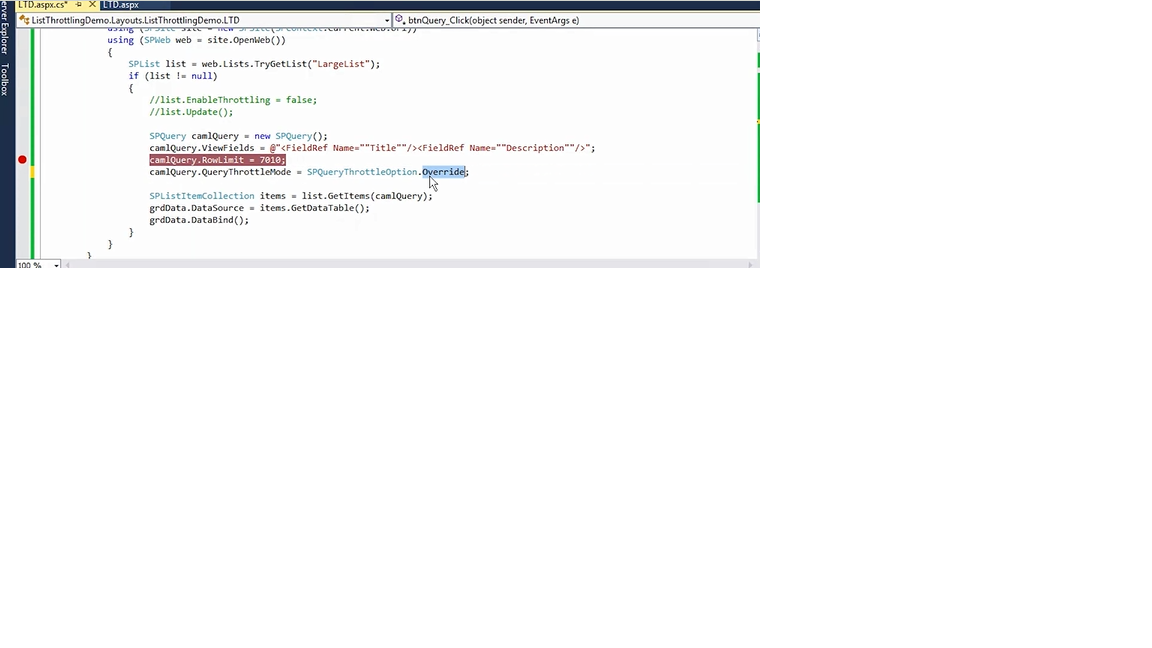 LTD.aspx.cs*
LTD.aspx
ListThrottlingDemo.Layouts.ListThrottlingDemo.LTD
btnQuery_Click(object sender, EventArgs e)
erver Explorer
Toolbox
using (SPSite site = new SPSite(SPContext.Current.Web.Url))
using (SPWeb web = site.OpenWeb())
{
SPList list = web.Lists.TryGetList("LargeList");
if (list != null)
{
//list.EnableThrottling = false;
//list.Update();
SPQuery camlQuery = new SPQuery();
camlQuery.ViewFields = @"<FieldRef Name=""Title""/><FieldRef Name=""Description""/>";
camlQuery.RowLimit = 7010;
camlQuery.QueryThrottleMode = SPQueryThrottleOption.Override;
SPListItemCollection items = list.GetItems(camlQuery);
grdData.DataSource = items.GetDataTable();
grdData.DataBind();
}
}
}
100 %